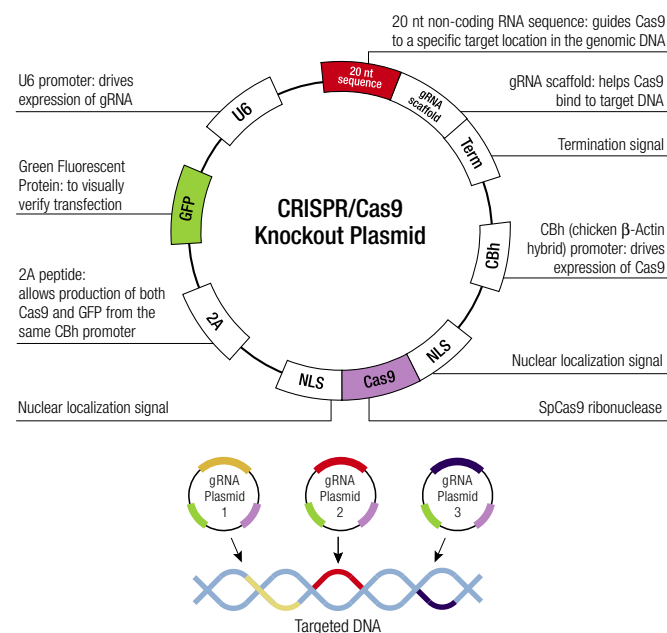 20 nt non-coding RNA sequence: guides Cas9
to a specific target location in the genomic DNA
U6 promoter: drives
expression of gRNA
20 nt
sequence
gRNA
scaffold
gRNA scaffold: helps Cas9
bind to target DNA
U6
Term
Termination signal
Green Fluorescent
Protein: to visually
verify transfection
GFP
CRISPR/Cas9
Knockout Plasmid
CBh
CBh (chicken β-Actin
hybrid) promoter: drives
expression of Cas9
2A peptide:
allows production of both
Cas9 and GFP from the
same CBh promoter
2A
NLS
Cas9
NLS
Nuclear localization signal
Nuclear localization signal
SpCas9 ribonuclease
gRNA
Plasmid
1
gRNA
Plasmid
2
gRNA
Plasmid
3
Targeted DNA